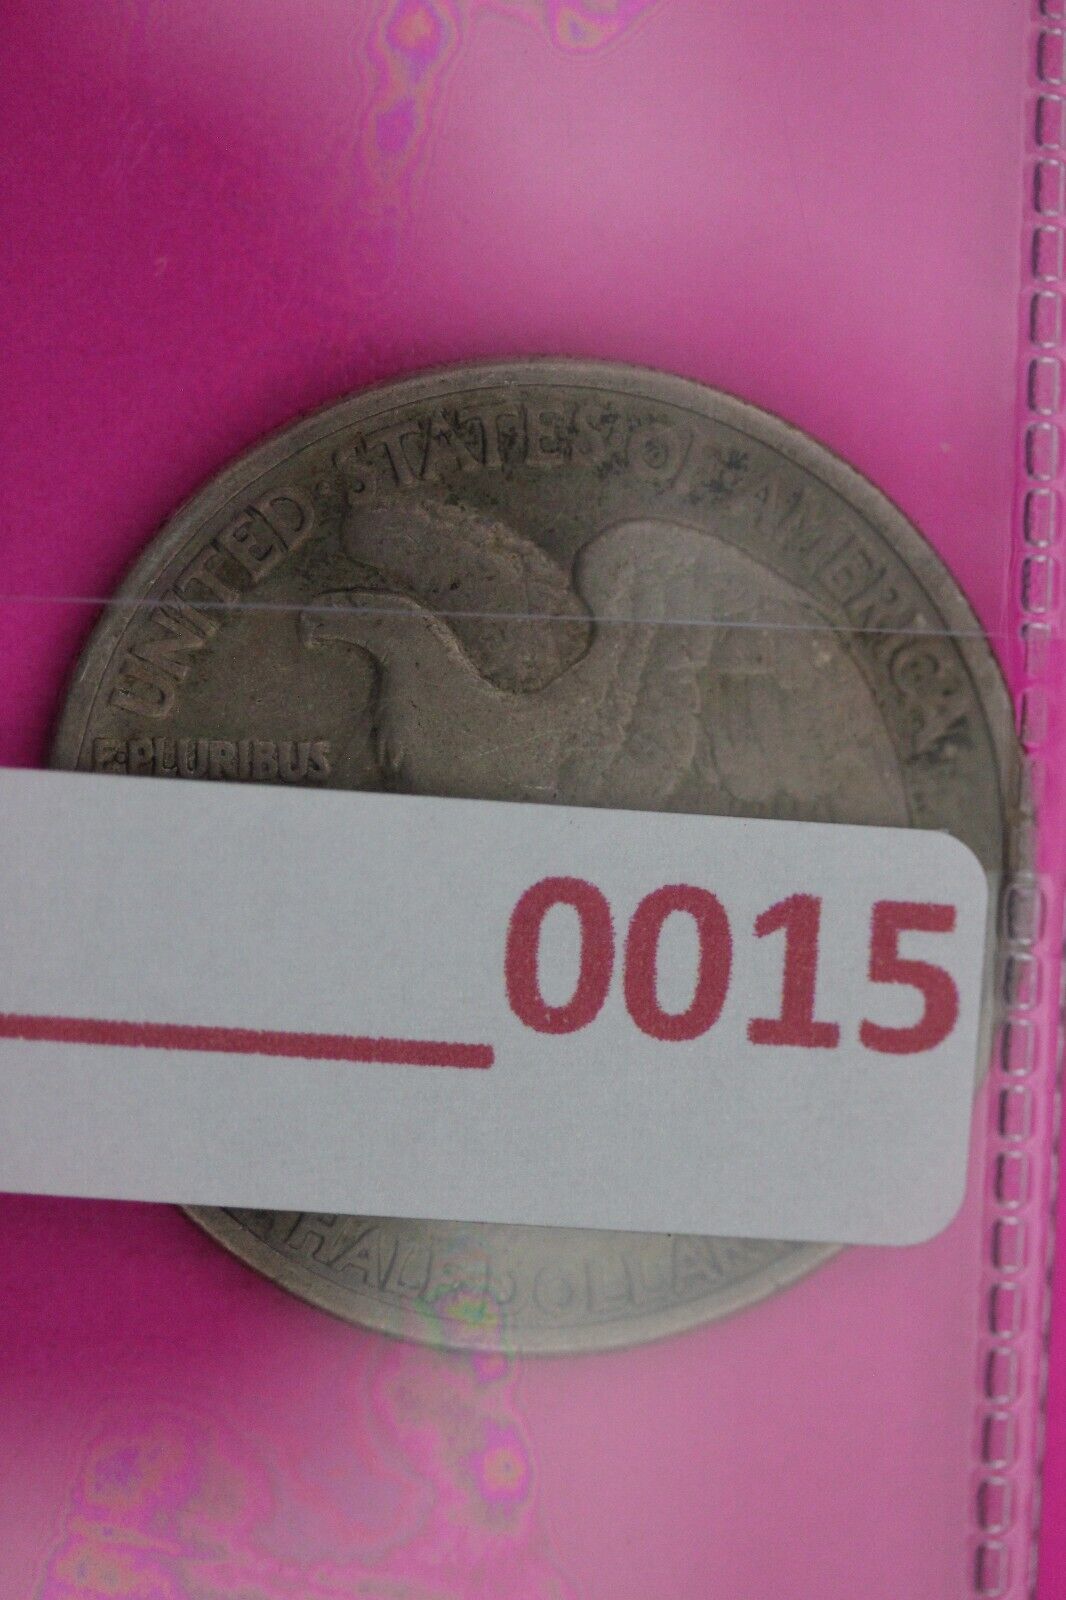 UNITED·STATES OF AMERICA·
E·PLURIBUS
0015
HALF DOLLAR